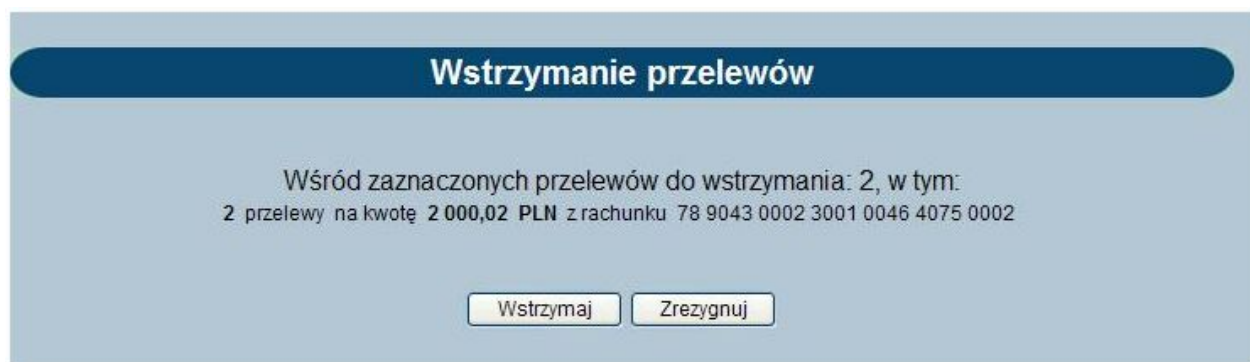 Wstrzymanie przelewów
Wśród zaznaczonych przelewów do wstrzymania: 2, w tym:
2 przelewy na kwotę 2 000,02 PLN z rachunku 78 9043 0002 3001 0046 4075 0002
Wstrzymaj Zrezygnuj